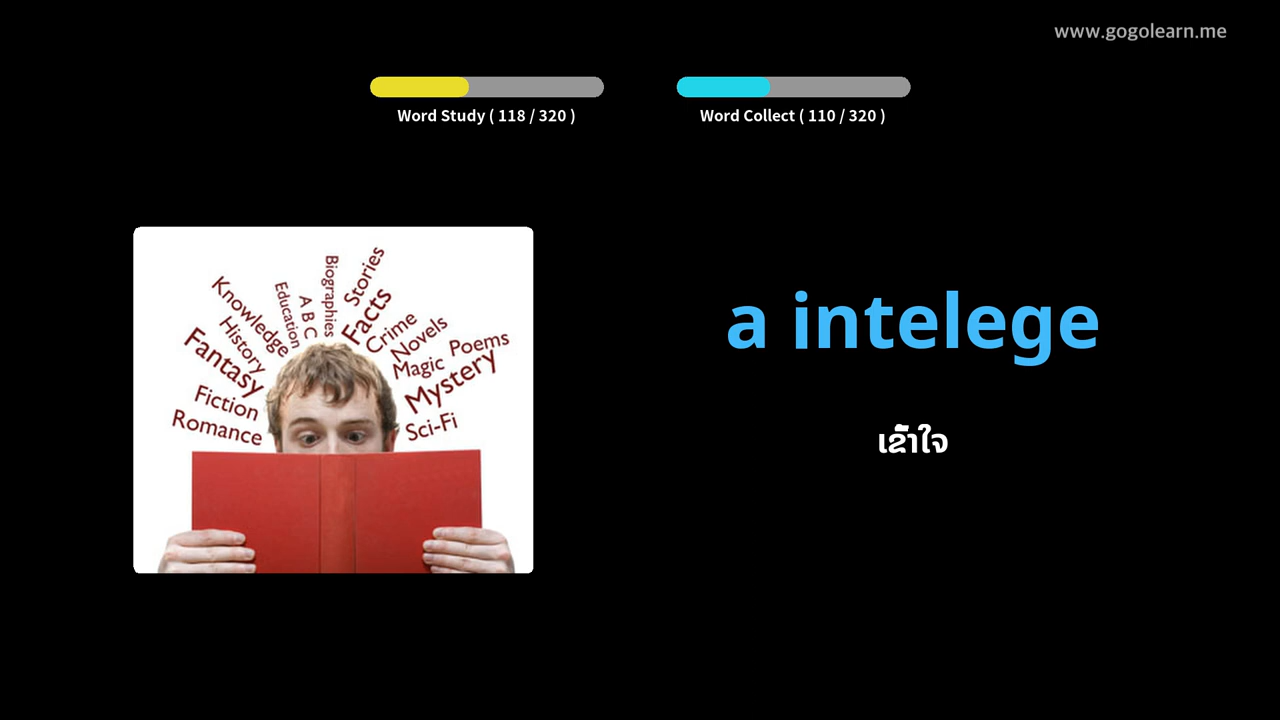 www.gogolearn.me
Word Study ( 118 / 320 )
Word Collect ( 110 / 320 )
Biographies
Stories
Education
A B C
Facts
Knowledge
Crime
History
Novels
Fantasy
Magic
Poems
Mystery
Fiction
Romance
Sci-Fi
a intelege
ເຂົ້າໃຈ